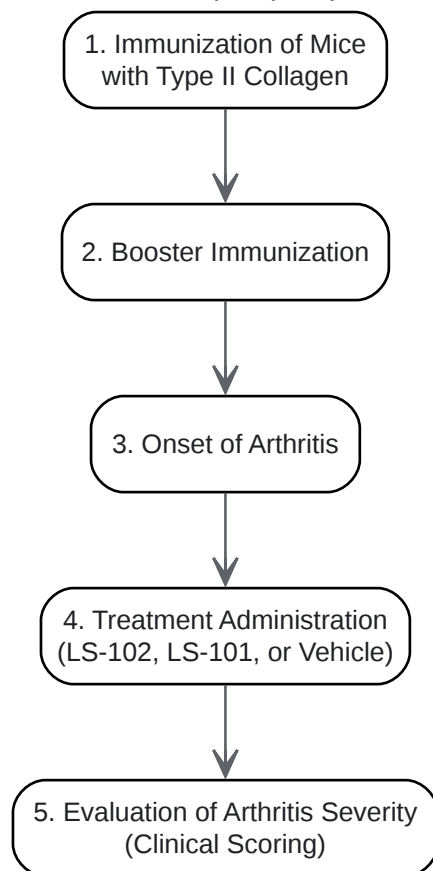 1. Immunization of Mice
with Type II Collagen
2. Booster Immunization
3. Onset of Arthritis
4. Treatment Administration
(LS-102, LS-101, or Vehicle)
5. Evaluation of Arthritis Severity
(Clinical Scoring)